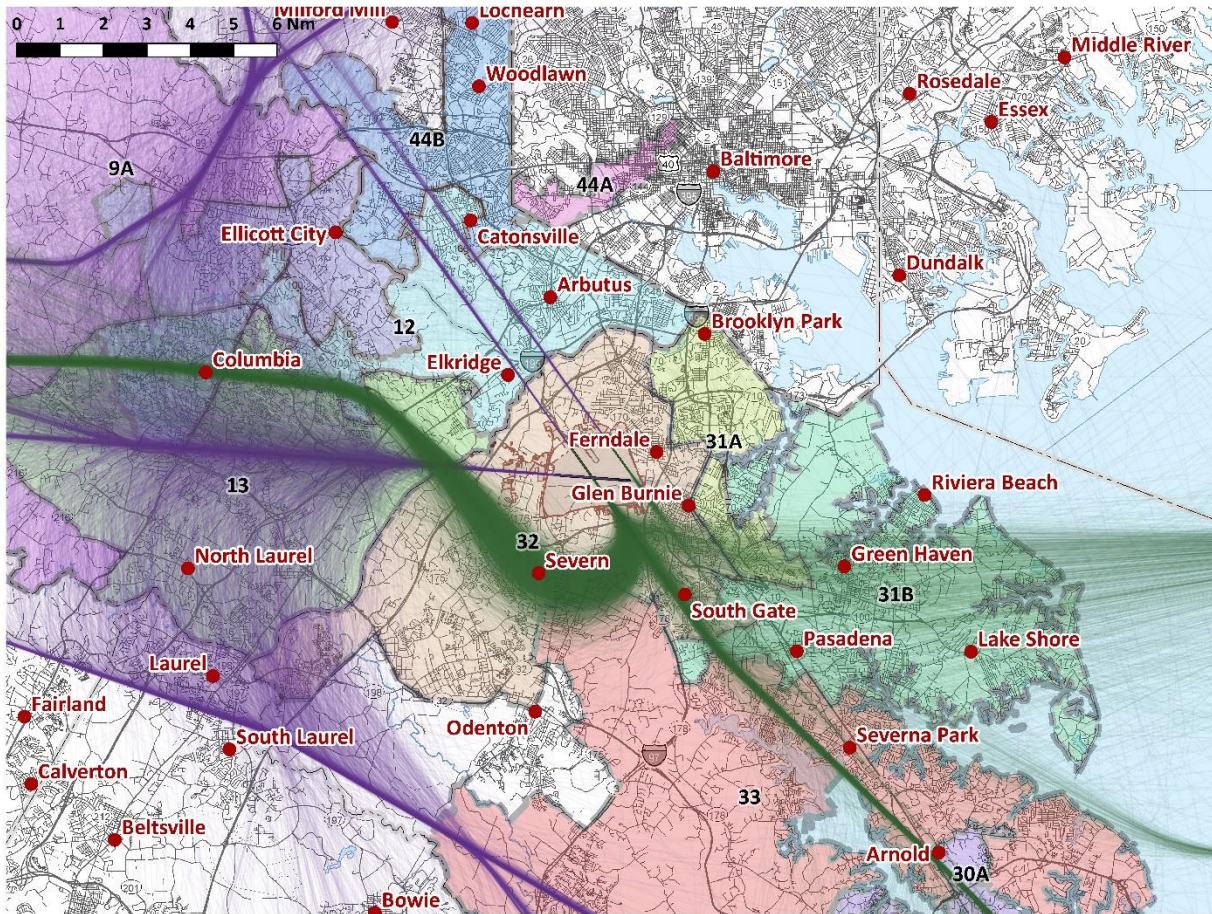 Milford Mill
Lochearn
0 1 2 3 4 5 6 Nm
Middle River
Woodlawn
Rosedale
Essex
44B
Baltimore
9A
44A
40
Ellicott City
Catonsville
Dundalk
Arbutus
12
Brooklyn Park
Columbia
Elkridge
Ferndale
31A
13
Glen Burnie
Riviera Beach
32
North Laurel
Severn
Green Haven
31B
South Gate
Pasadena
Lake Shore
Laurel
Fairland
Odenton
South Laurel
Severna Park
Calverton
33
Beltsville
Arnold
30A
Bowie